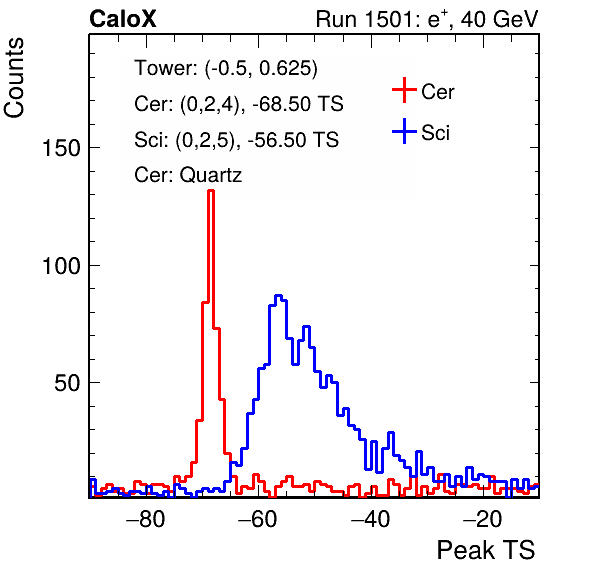 CaloX Run 1501: e⁺, 40 GeV
Counts
Tower: (-0.5, 0.625)
Cer: (0,2,4), -68.50 TS
Sci: (0,2,5), -56.50 TS
Cer: Quartz
Cer
Sci
150
100
50
−80 −60 −40 −20
Peak TS